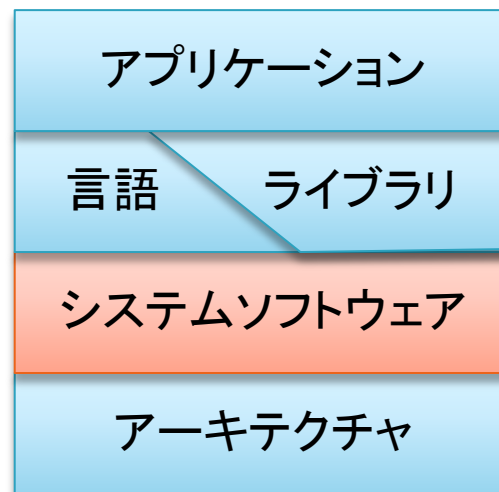 アプリケーション
言語 ライブラリ
システムソフトウェア
アーキテクチャ